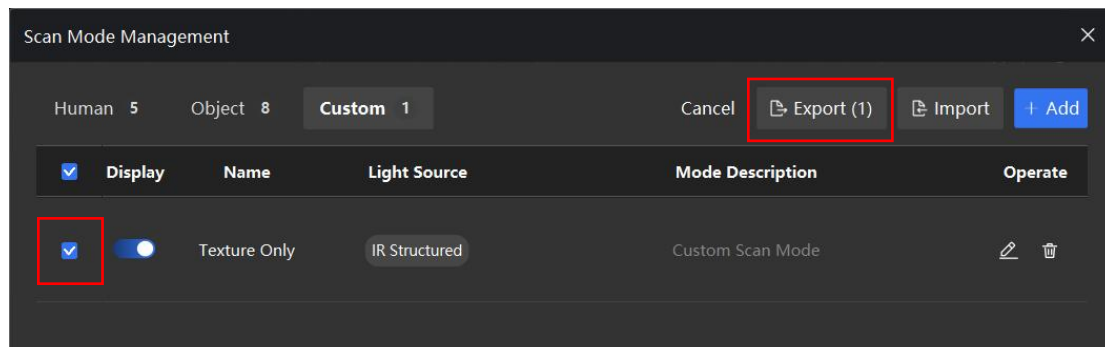 Scan Mode Management
Human 5 Object 8 Custom 1 Cancel Export (1) Import + Add
Display Name Light Source Mode Description Operate
Texture Only IR Structured Custom Scan Mode